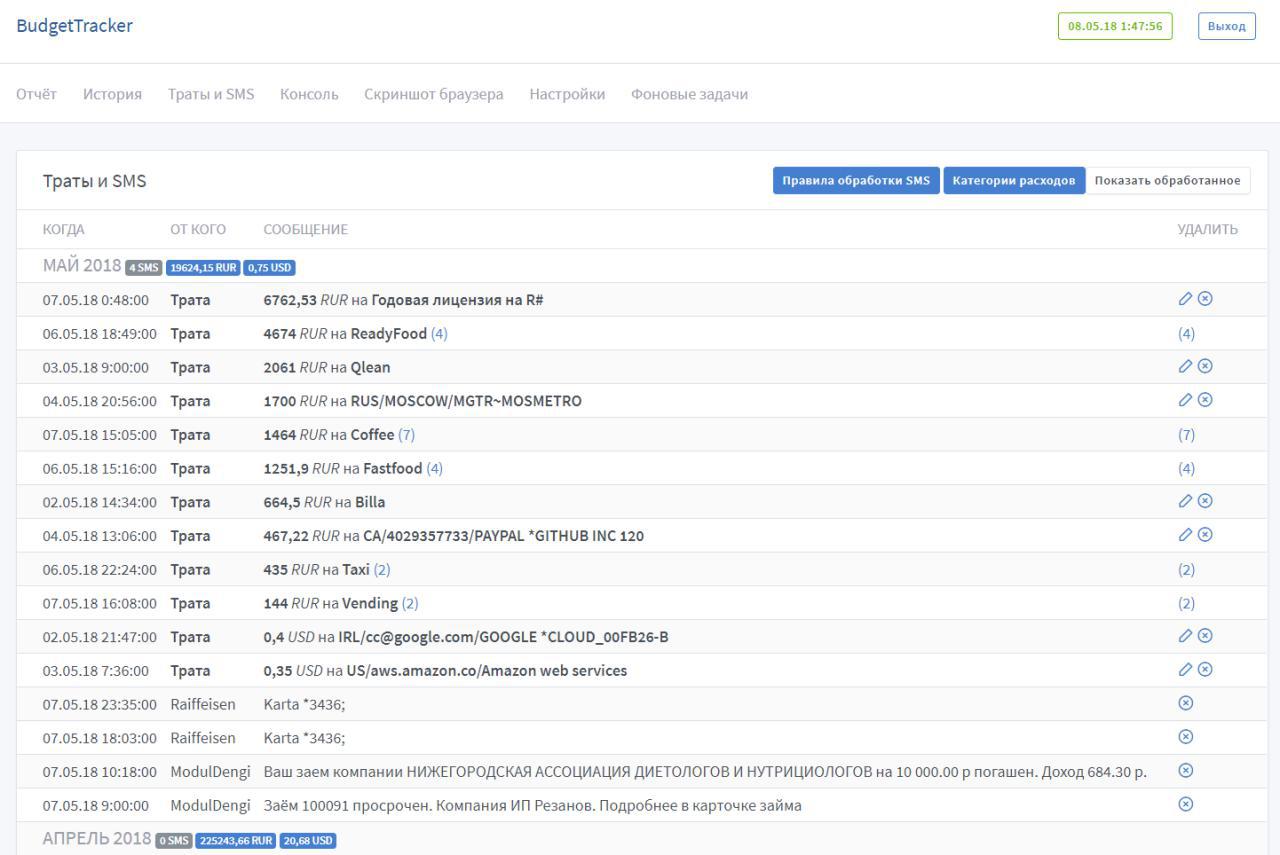 BudgetTracker 08.05.18 1:47:56 Выход
Отчёт История Траты и SMS Консоль Скриншот браузера Настройки Фоновые задачи
Траты и SMS Правила обработки SMS Категории расходов Показать обработанное
КОГДА ОТ КОГО СООБЩЕНИЕ УДАЛИТЬ
МАЙ 2018 4 SMS 19624,15 RUR 0,75 USD
07.05.18 0:48:00 Трата 6762,53 RUR на Годовая лицензия на R#
06.05.18 18:49:00 Трата 4674 RUR на ReadyFood (4) (4)
03.05.18 9:00:00 Трата 2061 RUR на Qlean
04.05.18 20:56:00 Трата 1700 RUR на RUS/MOSCOW/MGTR~MOSMETRO
07.05.18 15:05:00 Трата 1464 RUR на Coffee (7) (7)
06.05.18 15:16:00 Трата 1251,9 RUR на Fastfood (4) (4)
02.05.18 14:34:00 Трата 664,5 RUR на Billa
04.05.18 13:06:00 Трата 467,22 RUR на CA/4029357733/PAYPAL *GITHUB INC 120
06.05.18 22:24:00 Трата 435 RUR на Taxi (2) (2)
07.05.18 16:08:00 Трата 144 RUR на Vending (2) (2)
02.05.18 21:47:00 Трата 0,4 USD на IRL/cc@google.com/GOOGLE *CLOUD_00FB26-B
03.05.18 7:36:00 Трата 0,35 USD на US/aws.amazon.co/Amazon web services
07.05.18 23:35:00 Raiffeisen Karta *3436;
07.05.18 18:03:00 Raiffeisen Karta *3436;
07.05.18 10:18:00 ModulDengi Ваш заем компании НИЖЕГОРОДСКАЯ АССОЦИАЦИЯ ДИЕТОЛОГОВ И НУТРИЦИОЛОГОВ на 10 000.00 р погашен. Доход 684.30 р.
07.05.18 9:00:00 ModulDengi Заём 100091 просрочен. Компания ИП Резанов. Подробнее в карточке займа
АПРЕЛЬ 2018 0 SMS 225243,66 RUR 20,68 USD